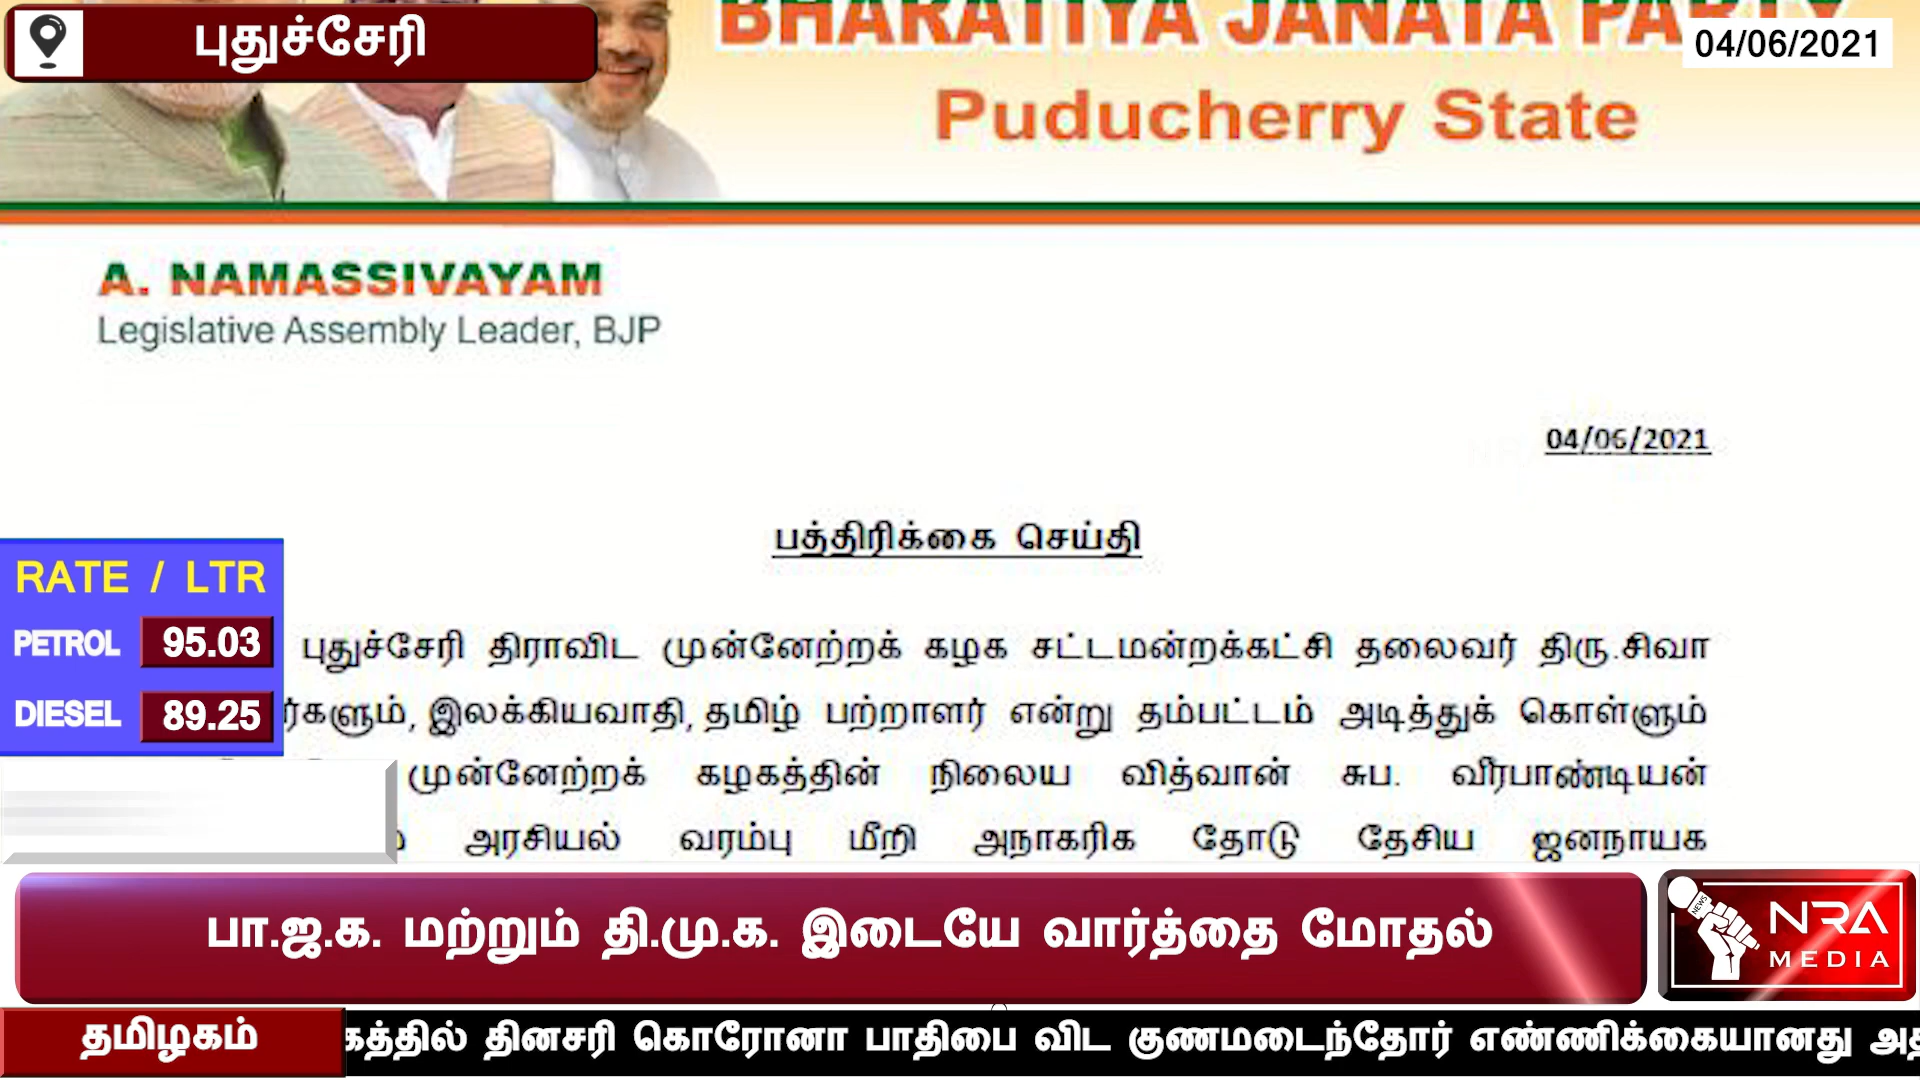 புதுச்சேரி
BHARATIYA JANATA PARTY
04/06/2021
Puducherry State
A. NAMASSIVAYAM
Legislative Assembly Leader, BJP
04/06/2021
பத்திரிக்கை செய்தி
RATE / LTR
PETROL 95.03
DIESEL 89.25
புதுச்சேரி திராவிட முன்னேற்றக் கழக சட்டமன்றக்கட்சி தலைவர் திரு.சிவா
இலக்கியவாதி, தமிழ் பற்றாளர் என்று தம்பட்டம் அடித்துக் கொள்ளும்
முன்னேற்றக் கழகத்தின் நிலைய வித்வான் சுப. வீரபாண்டியன்
அரசியல் வரம்பு மீறி அநாகரிக தோடு தேசிய ஜனநாயக
பா.ஜ.க. மற்றும் தி.மு.க. இடையே வார்த்தை மோதல்
NEWS
NRA
MEDIA
தமிழகம்
தினசரி கொரோனா பாதிபை விட குணமடைந்தோர் எண்ணிக்கையானது